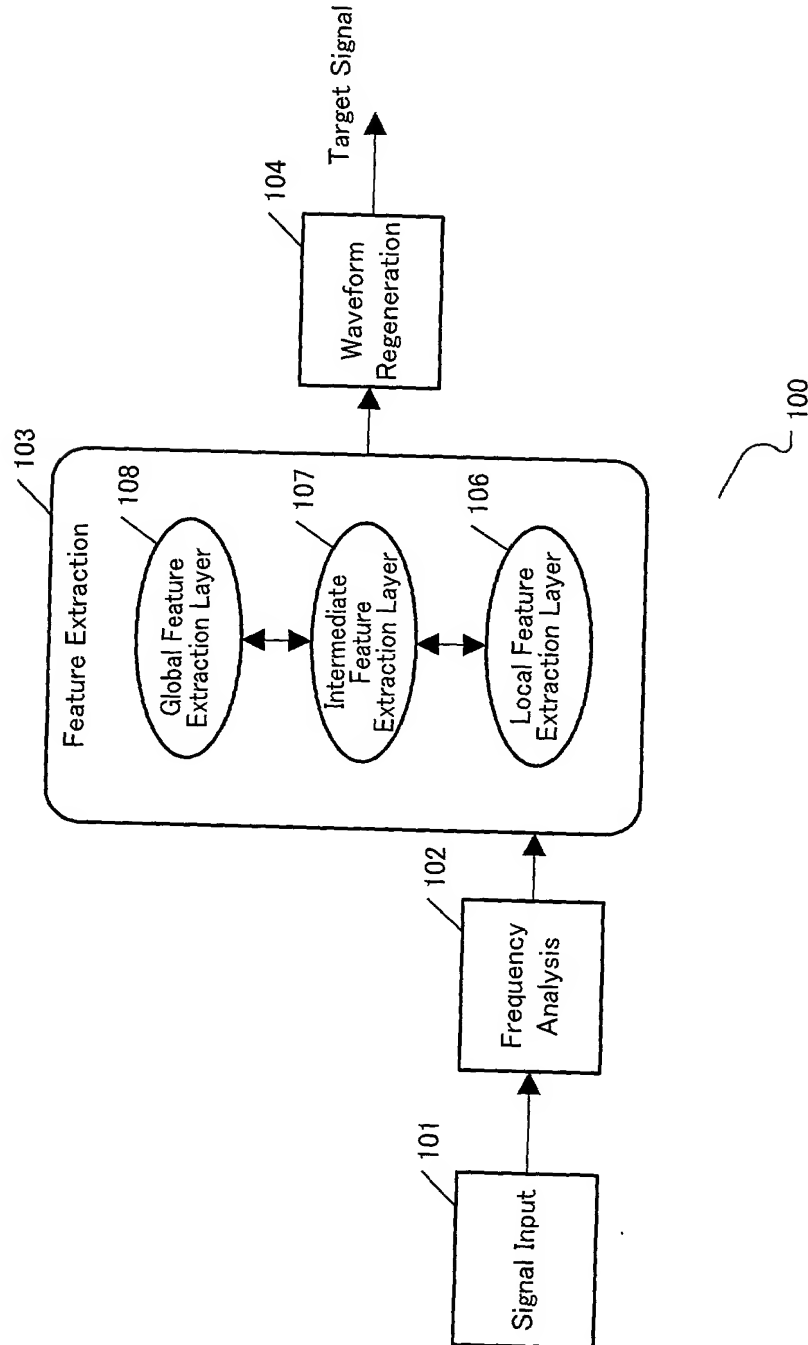 101
Signal Input
102
Frequency
Analysis
103
Feature Extraction
108
Global Feature
Extraction Layer
107
Intermediate
Feature
Extraction Layer
106
Local Feature
Extraction Layer
104
Waveform
Regeneration
Target Signal
100